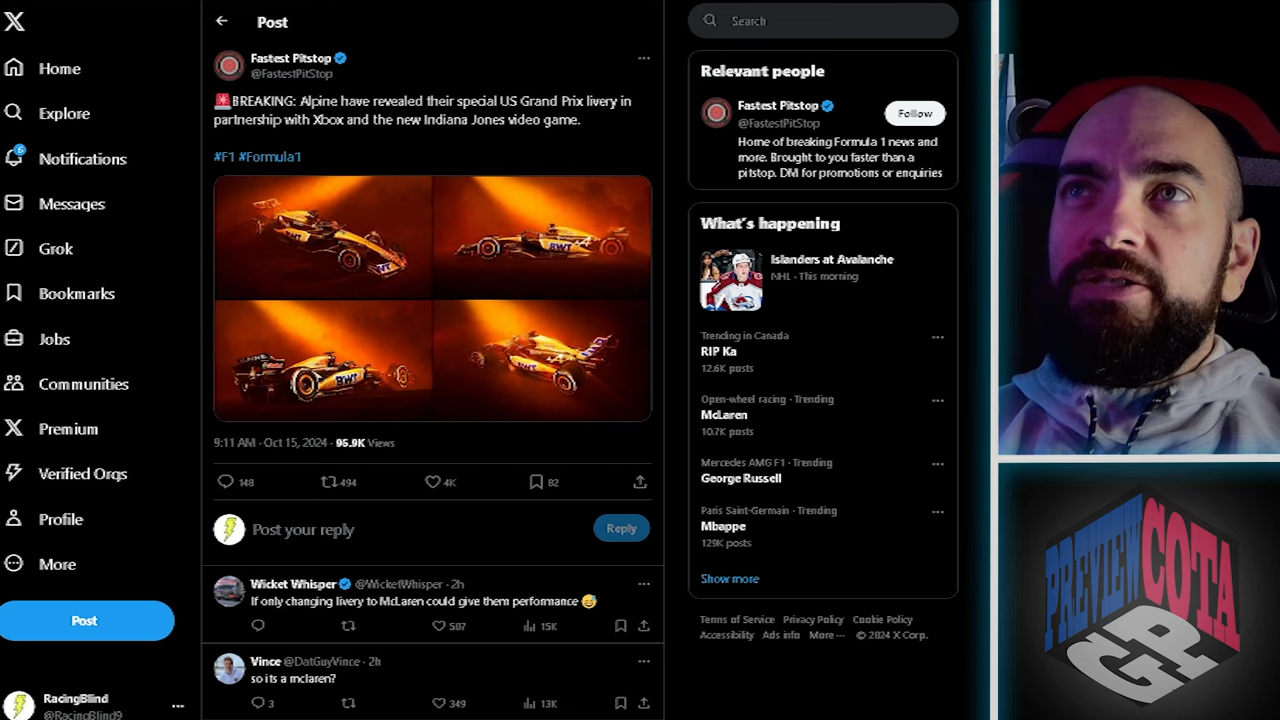 Home
Explore
6
Notifications
Messages
Grok
Bookmarks
Jobs
Communities
Premium
Verified Orgs
Profile
More
Post
RacingBlind
@RacingBlind9
Post
Fastest Pitstop
@FastestPitStop
🚨BREAKING: Alpine have revealed their special US Grand Prix livery in
partnership with Xbox and the new Indiana Jones video game.
#F1 #Formula1
BWT
BWT
BWT
9:11 AM · Oct 15, 2024 · 95.9K Views
148 494 4K 82
Post your reply
Reply
Wicket Whisper @WicketWhisper · 2h
If only changing livery to McLaren could give them performance 😅
507 15K
Vince @DatGuyVince · 2h
so its a mclaren?
3 349 13K
Search
Relevant people
Fastest Pitstop
@FastestPitStop
Follow
Home of breaking Formula 1 news and
more. Brought to you faster than a
pitstop. DM for promotions or enquiries
What's happening
Islanders at Avalanche
NHL · This morning
Trending in Canada
RIP Ka
12.6K posts
Open-wheel racing · Trending
McLaren
10.7K posts
Mercedes AMG F1 · Trending
George Russell
Paris Saint-Germain · Trending
Mbappe
129K posts
Show more
Terms of Service Privacy Policy Cookie Policy
Accessibility Ads info More ··· © 2024 X Corp.
PREVIEW
COTA